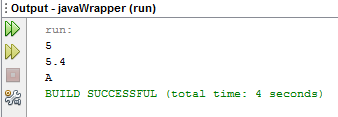 Output - javaWrapper (run)
run:
5
5.4
A
BUILD SUCCESSFUL (total time: 4 seconds)